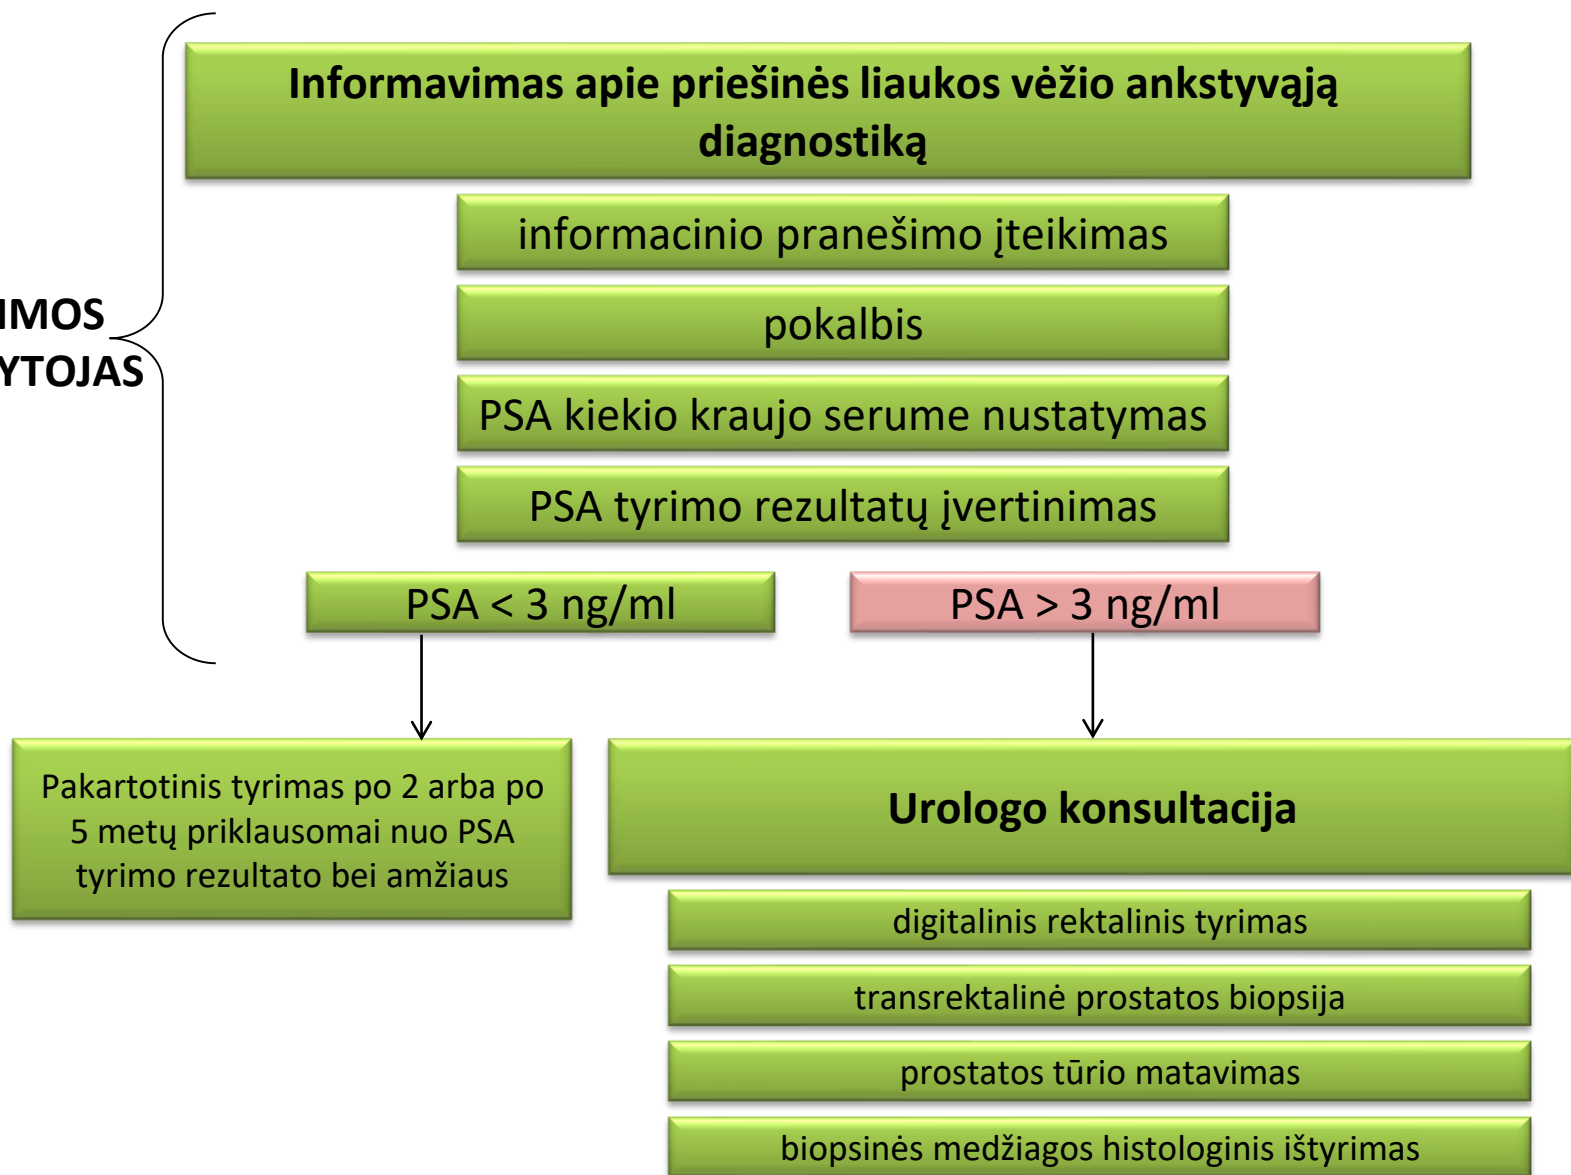 Informavimas apie priešinės liaukos vėžio ankstyvąją
diagnostiką
informacinio pranešimo įteikimas
pokalbis
IMOS
YTOJAS
PSA kiekio kraujo serume nustatymas
PSA tyrimo rezultatų įvertinimas
PSA < 3 ng/ml
PSA > 3 ng/ml
Pakartotinis tyrimas po 2 arba po
5 metų priklausomai nuo PSA
tyrimo rezultato bei amžiaus
Urologo konsultacija
digitalinis rektalinis tyrimas
transrektalinė prostatos biopsija
prostatos tūrio matavimas
biopsinės medžiagos histologinis ištyrimas